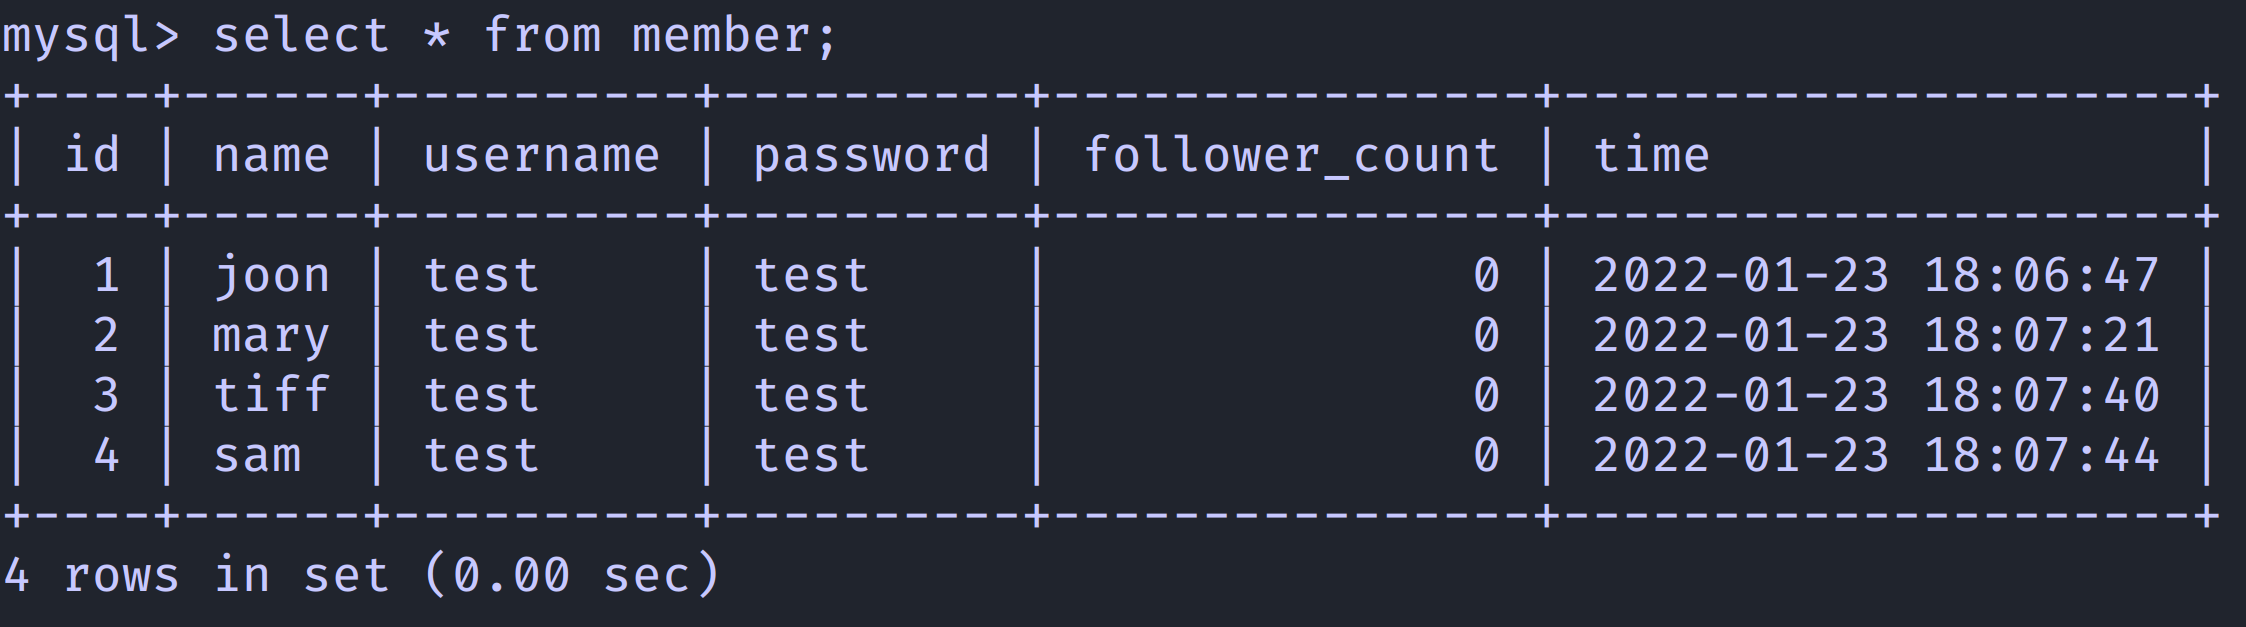 mysql> select * from member;
+----+------+----------+----------+----------------+---------------------+
| id | name | username | password | follower_count | time                |
+----+------+----------+----------+----------------+---------------------+
|  1 | joon | test     | test     |              0 | 2022-01-23 18:06:47 |
|  2 | mary | test     | test     |              0 | 2022-01-23 18:07:21 |
|  3 | tiff | test     | test     |              0 | 2022-01-23 18:07:40 |
|  4 | sam  | test     | test     |              0 | 2022-01-23 18:07:44 |
+----+------+----------+----------+----------------+---------------------+
4 rows in set (0.00 sec)